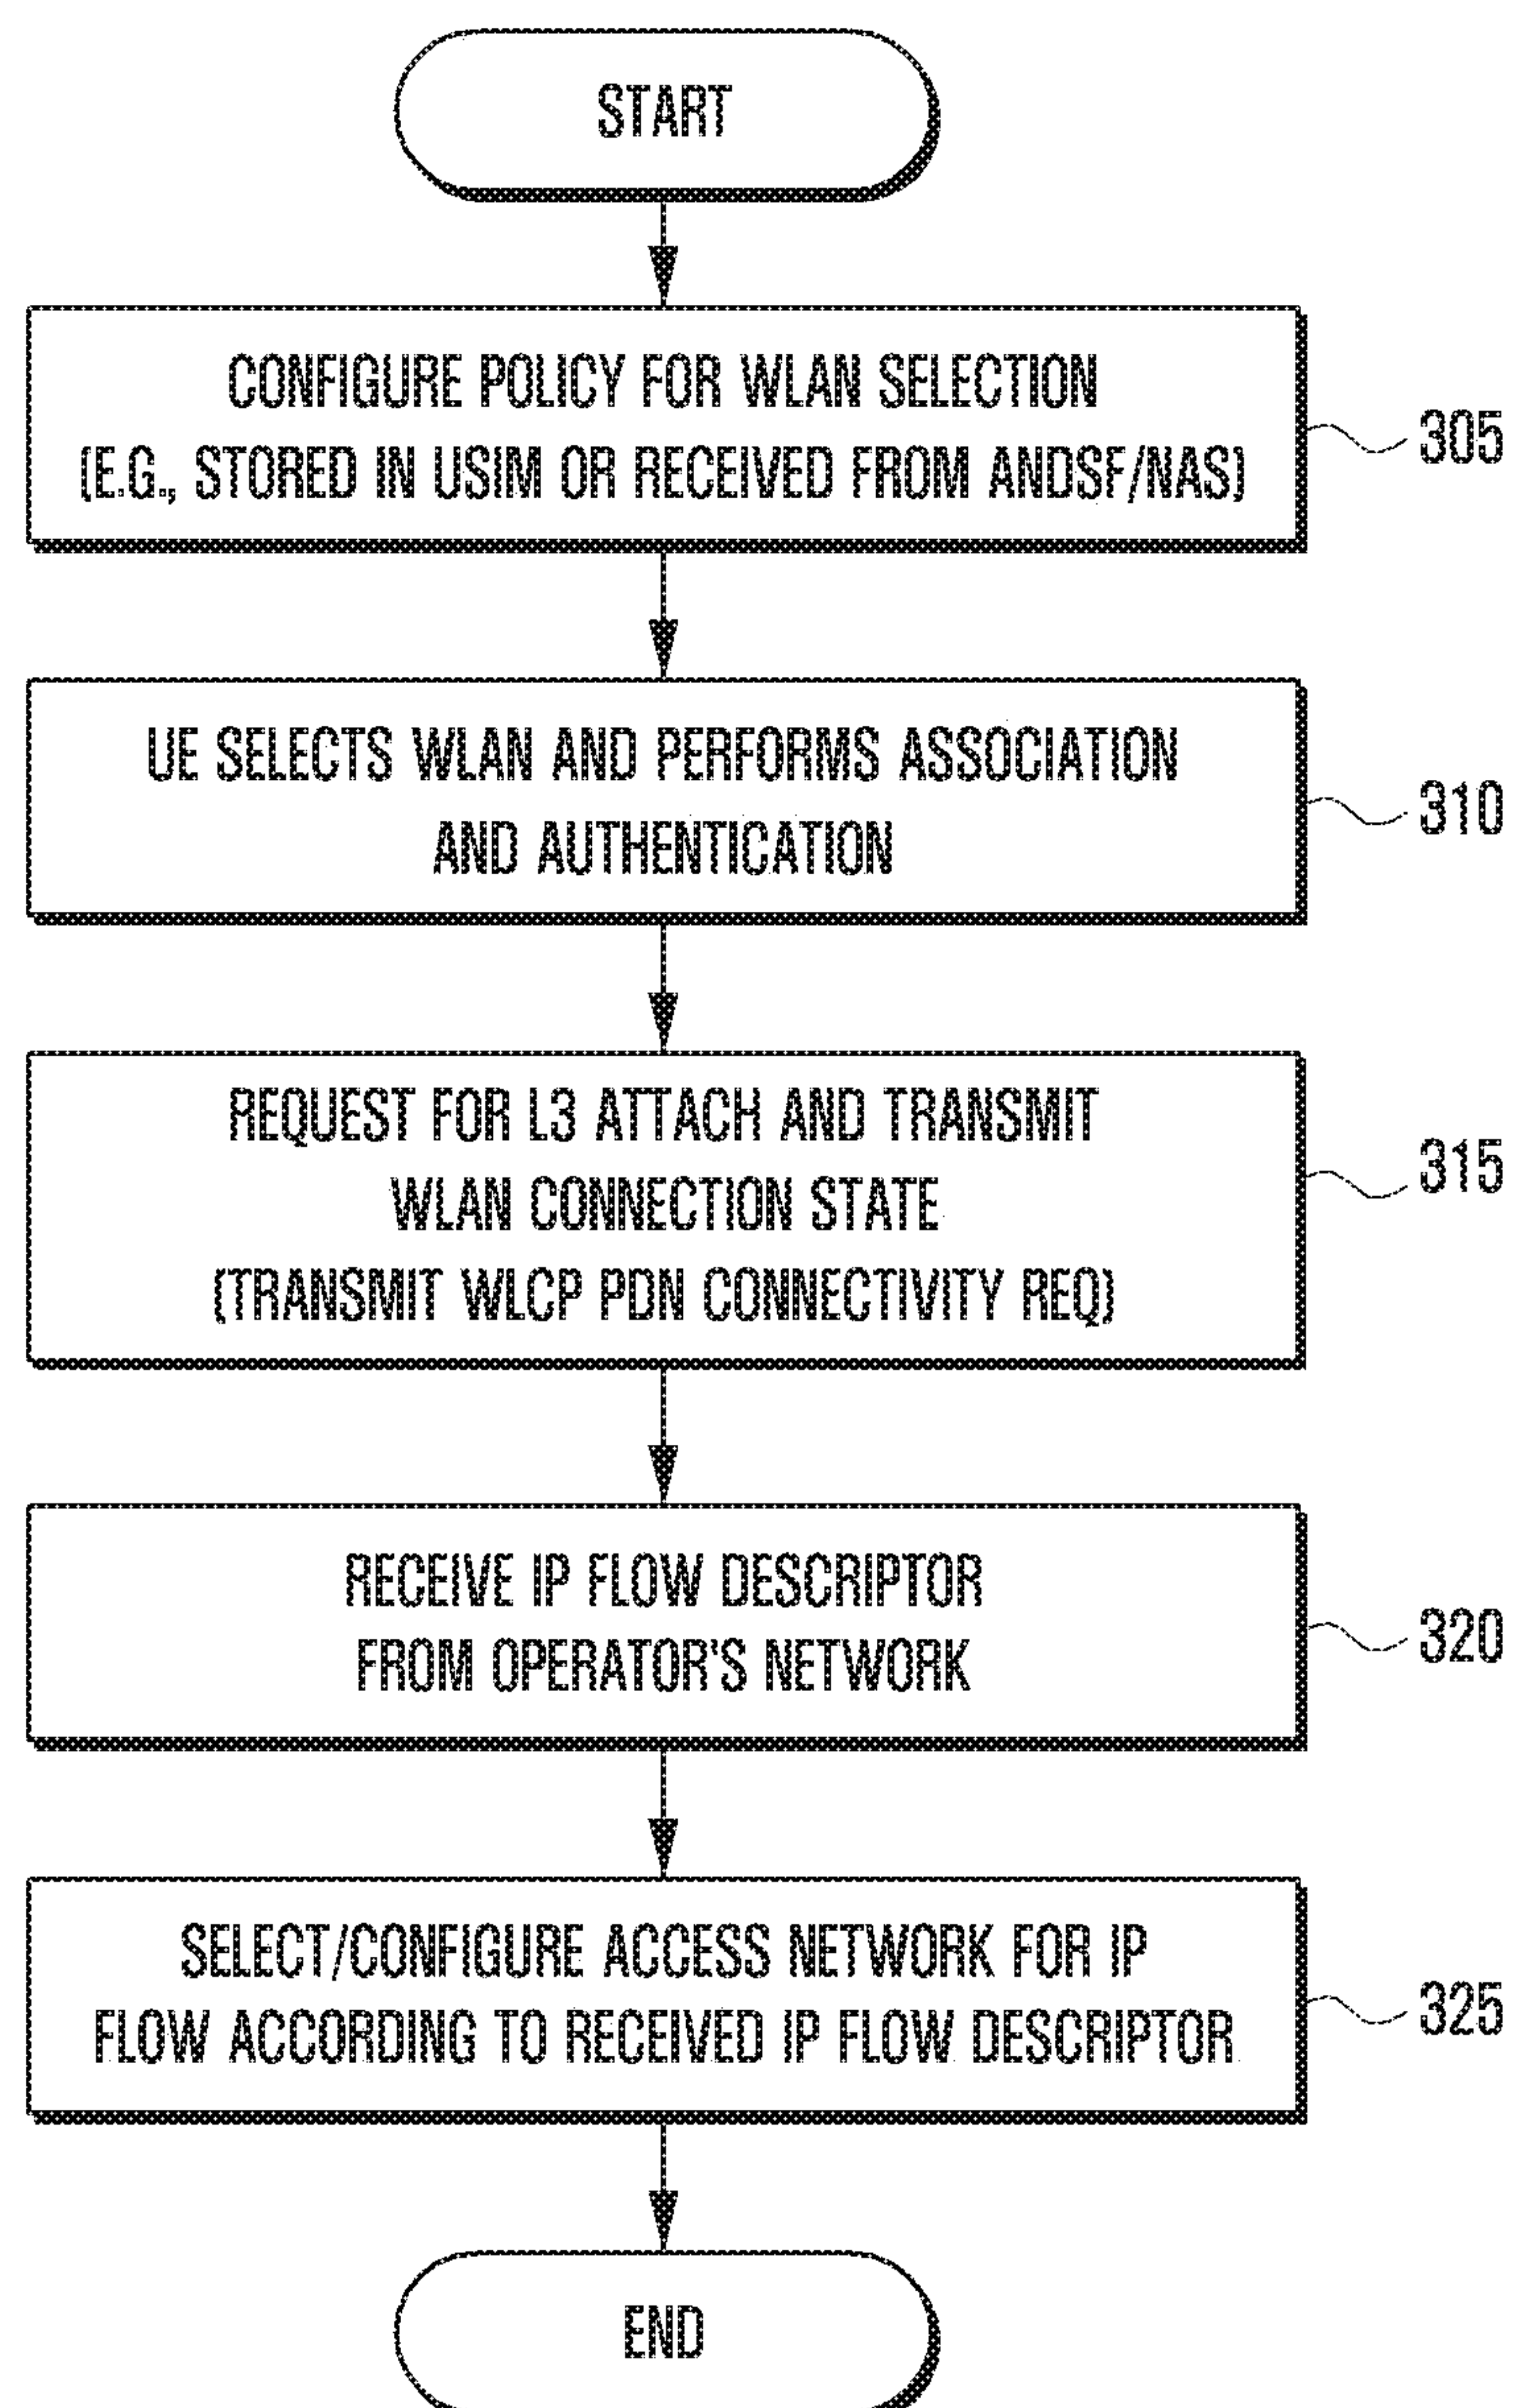 START
CONFIGURE POLICY FOR WLAN SELECTION
(E.G., STORED IN USIM OR RECEIVED FROM ANDSF/NAS)
305
UE SELECTS WLAN AND PERFORMS ASSOCIATION
AND AUTHENTICATION
310
REQUEST FOR L3 ATTACH AND TRANSMIT
WLAN CONNECTION STATE
(TRANSMIT WLCP PDN CONNECTIVITY REQ)
315
RECEIVE IP FLOW DESCRIPTOR
FROM OPERATOR'S NETWORK
320
SELECT/CONFIGURE ACCESS NETWORK FOR IP
FLOW ACCORDING TO RECEIVED IP FLOW DESCRIPTOR
325
END